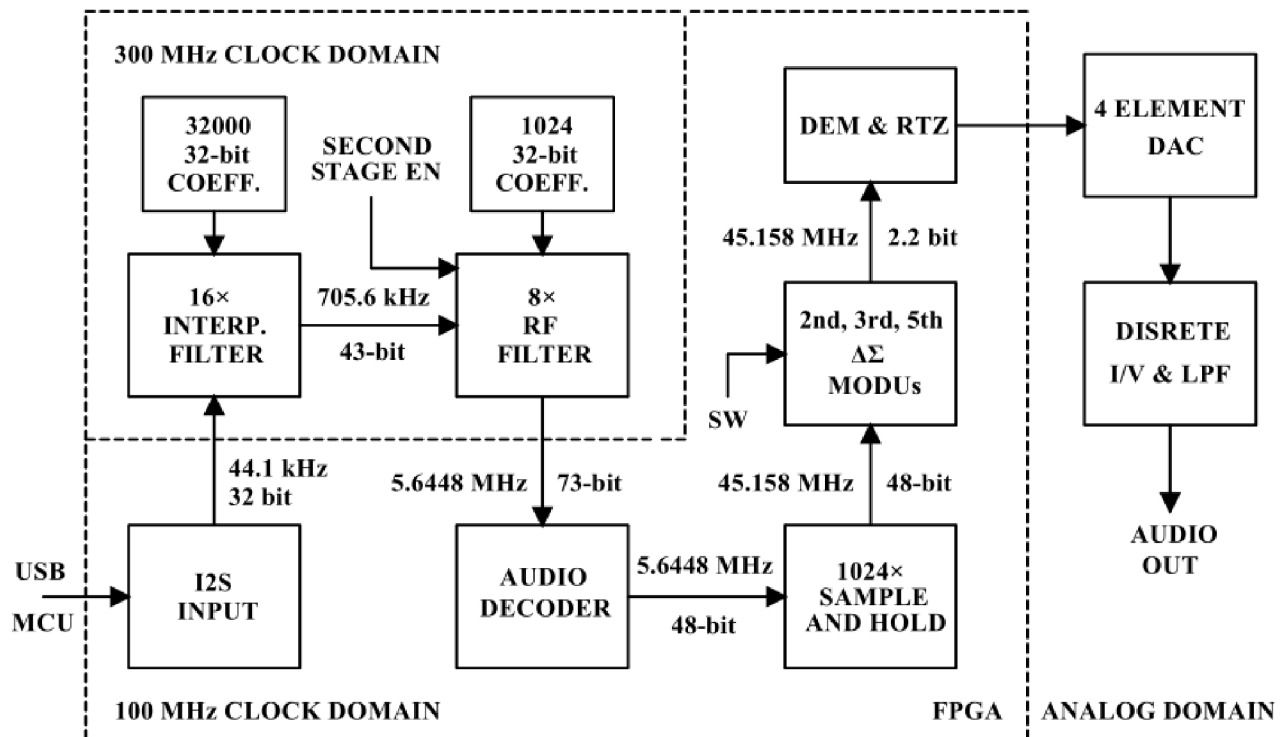 300 MHz CLOCK DOMAIN
32000
32-bit
COEFF.
SECOND
STAGE EN
1024
32-bit
COEFF.
16×
INTERP.
FILTER
705.6 kHz
43-bit
8×
RF
FILTER
44.1 kHz
32 bit
5.6448 MHz
73-bit
USB
MCU
I2S
INPUT
AUDIO
DECODER
5.6448 MHz
48-bit
1024×
SAMPLE
AND HOLD
45.158 MHz
48-bit
SW
2nd, 3rd, 5th
ΔΣ
MODUs
45.158 MHz
2.2 bit
DEM & RTZ
4 ELEMENT
DAC
DISRETE
I/V & LPF
AUDIO
OUT
100 MHz CLOCK DOMAIN
FPGA
ANALOG DOMAIN